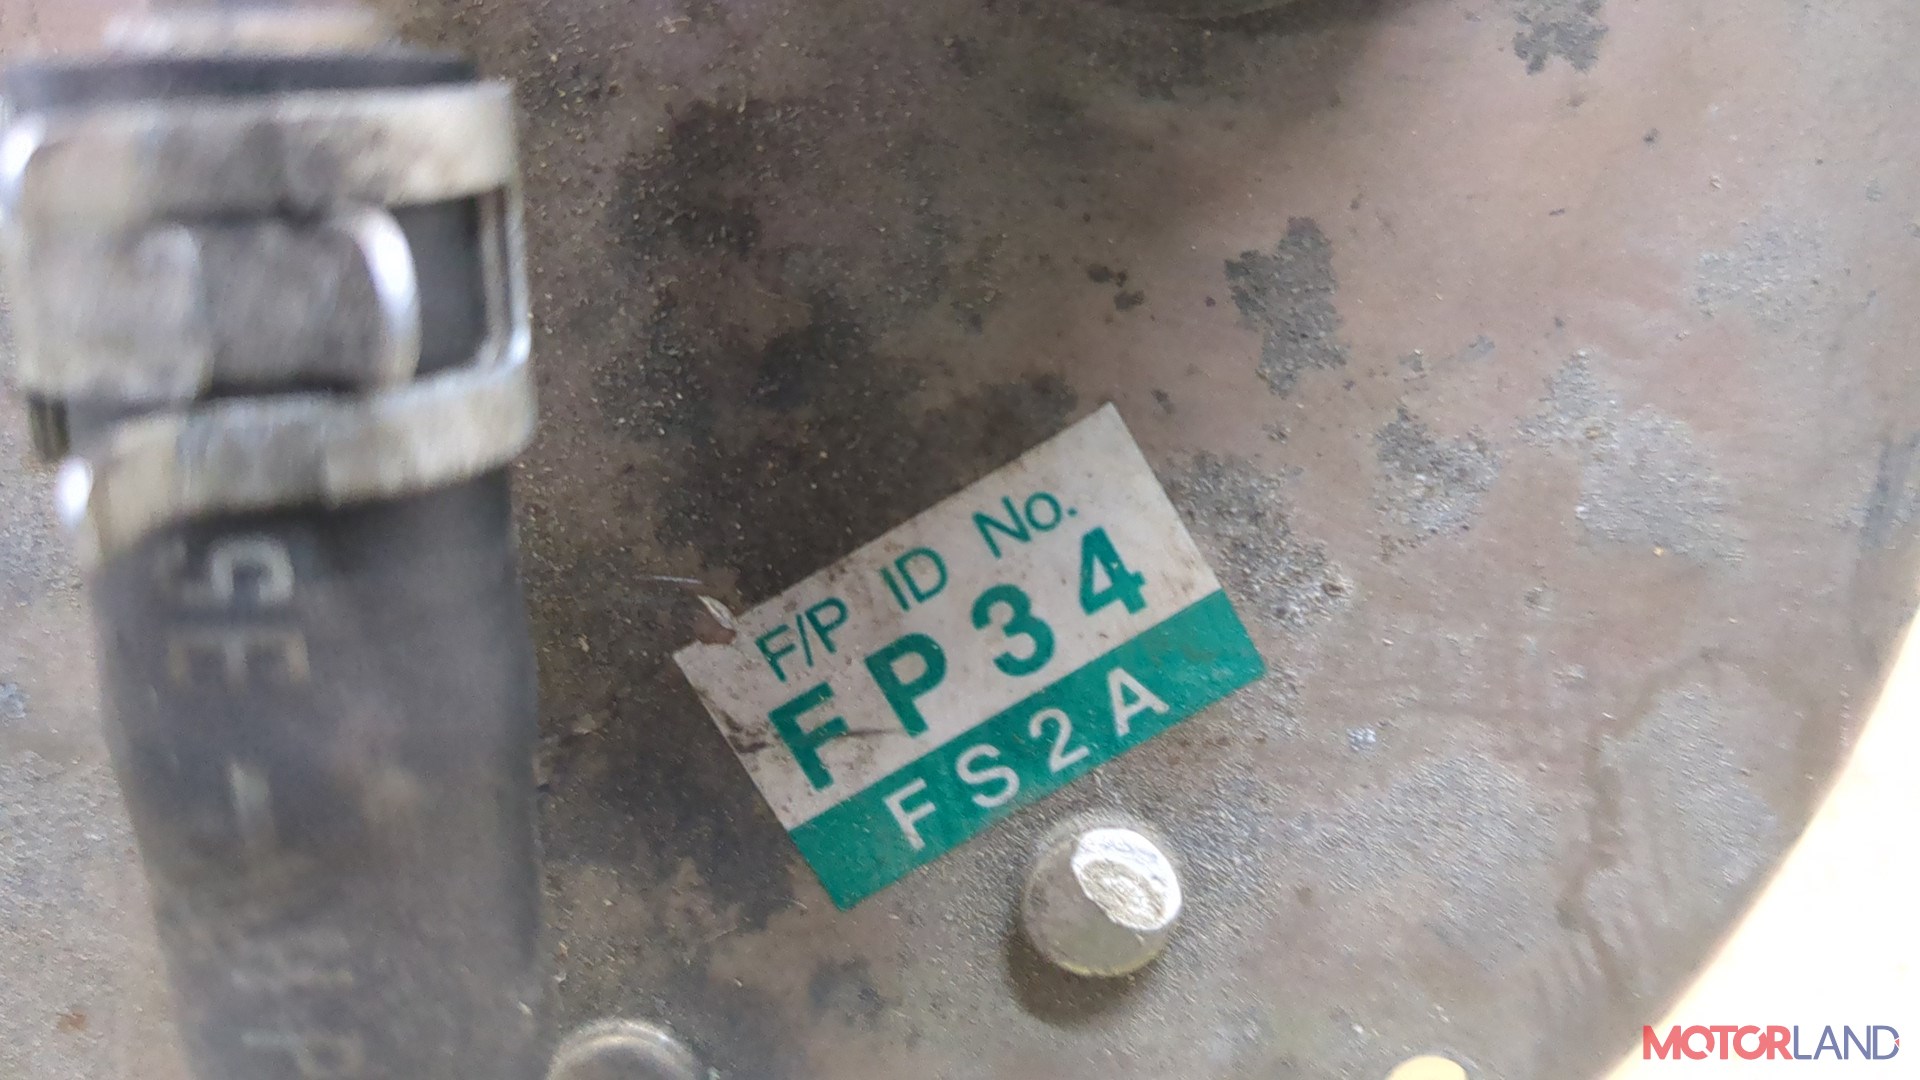 F/P ID No.
FP34
FS2A
MOTORLAND